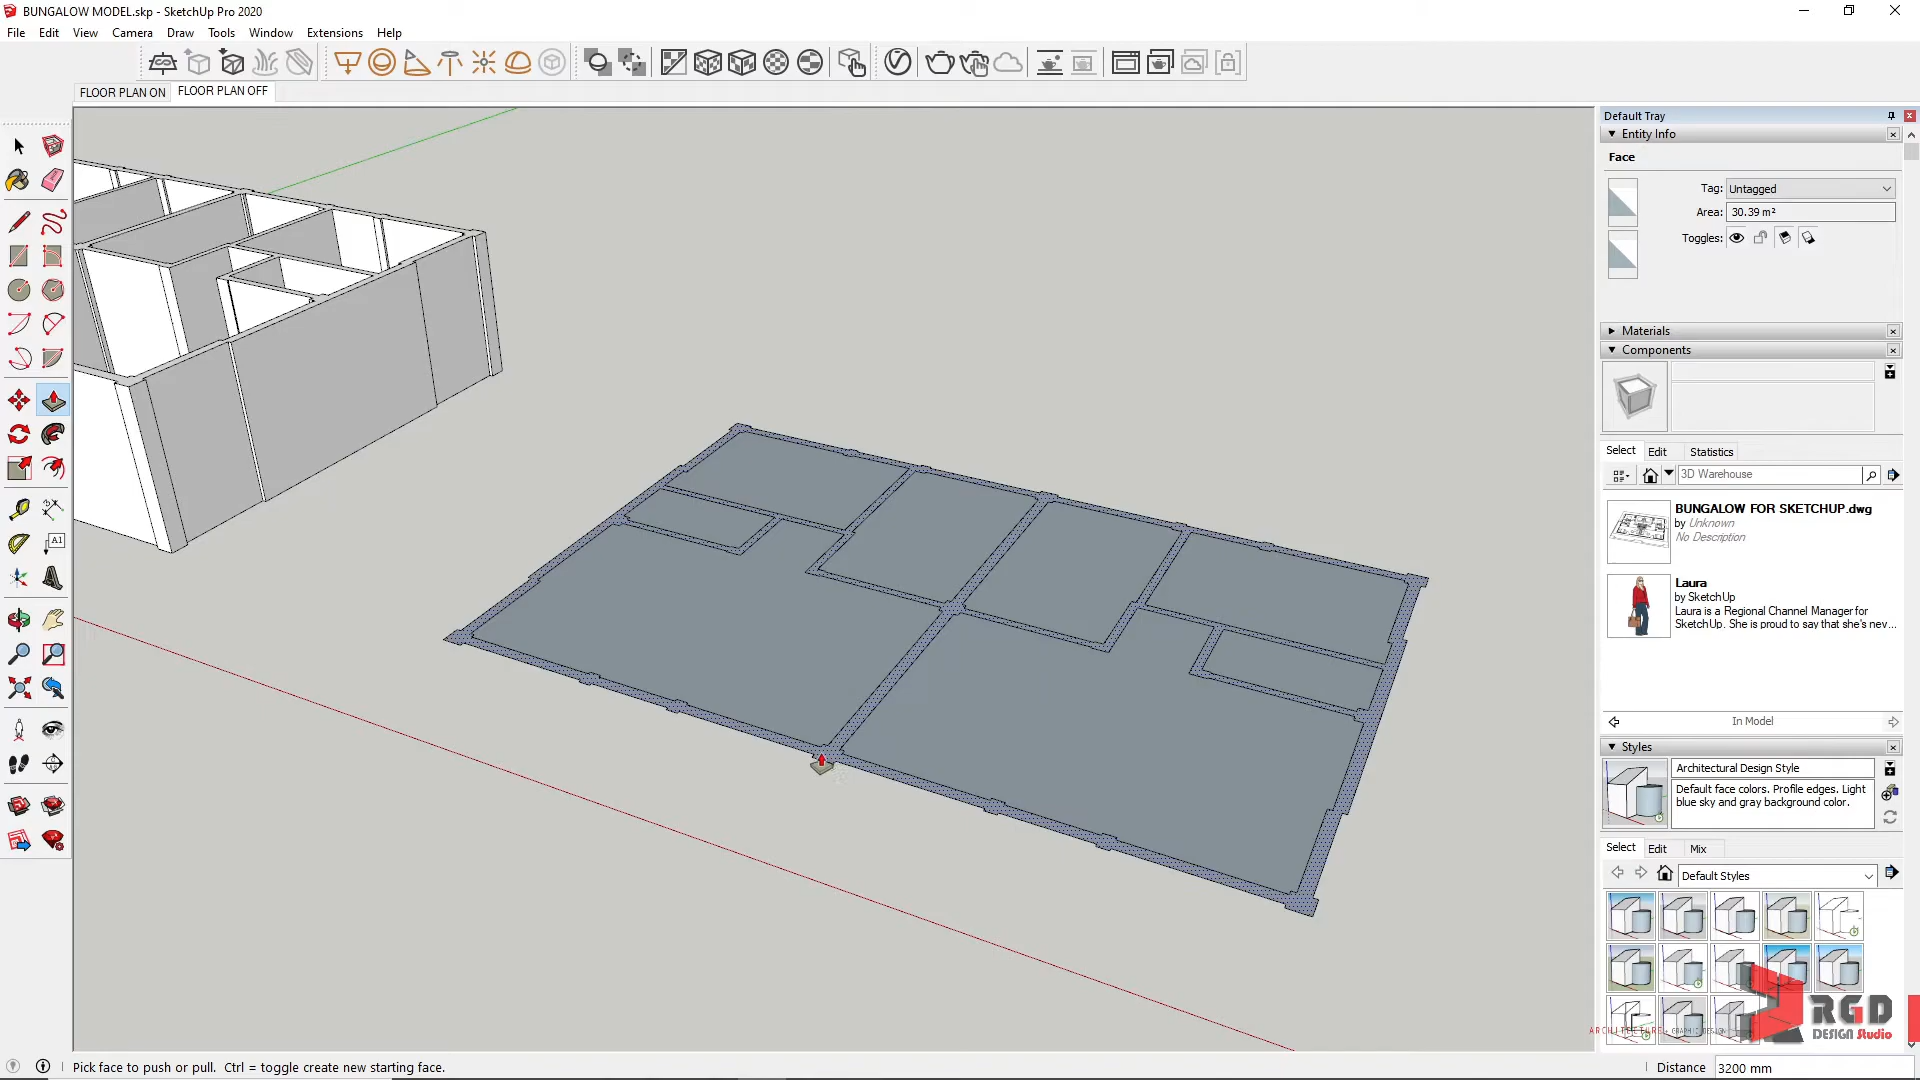 BUNGALOW MODEL.skp - SketchUp Pro 2020
File Edit View Camera Draw Tools Window Extensions Help
FLOOR PLAN ON FLOOR PLAN OFF
Default Tray
Entity Info
Face
Tag: Untagged
Area: 30.39 m²
Toggles:
Materials
Components
Select Edit Statistics
3D Warehouse
BUNGALOW FOR SKETCHUP.dwg
by Unknown
No Description
Laura
by SketchUp
Laura is a Regional Channel Manager for
SketchUp. She is proud to say that she's nev...
In Model
Styles
Architectural Design Style
Default face colors. Profile edges. Light
blue sky and gray background color.
Select Edit Mix
Default Styles
A1
RGD
DESIGN Studio
ARCHITECTURE + GRAPHIC DESIGN
Pick face to push or pull. Ctrl = toggle create new starting face.
Distance 3200 mm